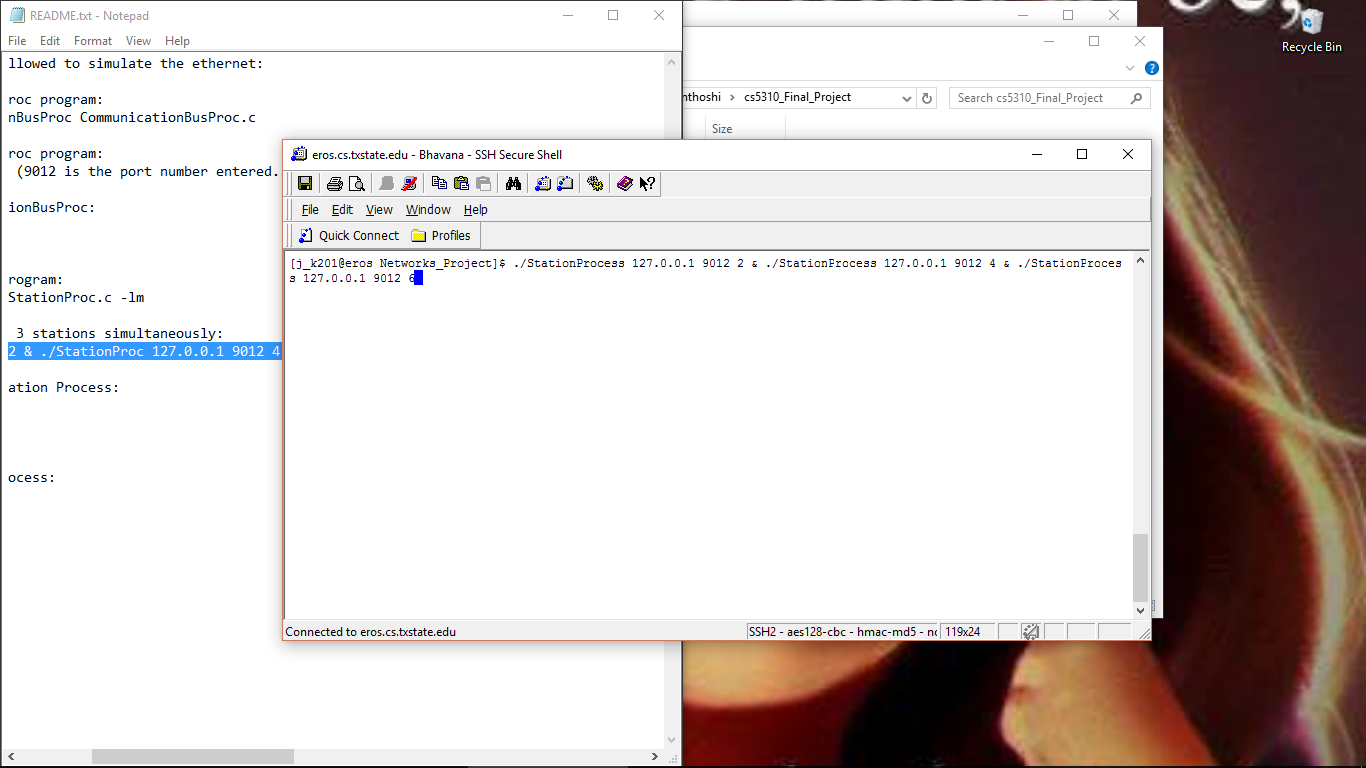 README.txt - Notepad
File Edit Format View Help
llowed to simulate the ethernet:
roc program:
nBusProc CommunicationBusProc.c
roc program:
(9012 is the port number entered.
ionBusProc:
rogram:
StationProc.c -lm
3 stations simultaneously:
2 & ./StationProc 127.0.0.1 9012 4
ation Process:
ocess:
nthoshi › cs5310_Final_Project
Search cs5310_Final_Project
Size
Recycle Bin
eros.cs.txstate.edu - Bhavana - SSH Secure Shell
File Edit View Window Help
Quick Connect Profiles
[j_k201@eros Networks_Project]$ ./StationProcess 127.0.0.1 9012 2 & ./StationProcess 127.0.0.1 9012 4 & ./StationProces
s 127.0.0.1 9012 6
Connected to eros.cs.txstate.edu
SSH2 - aes128-cbc - hmac-md5 - nc
119x24